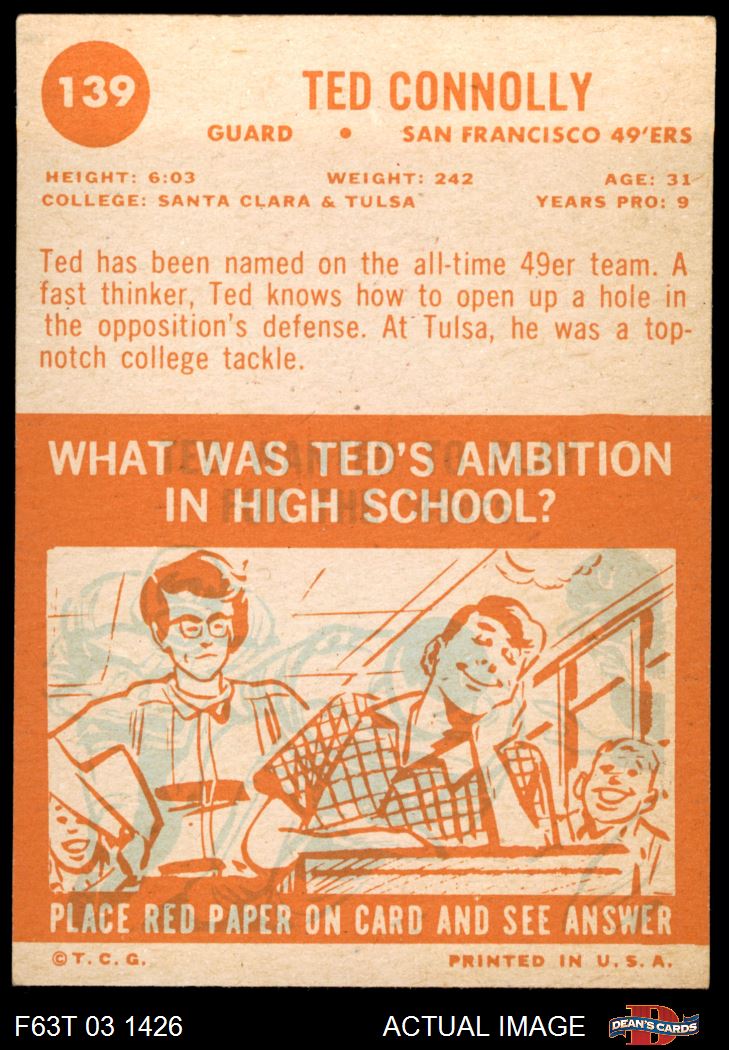 139
TED CONNOLLY
GUARD • SAN FRANCISCO 49'ERS
HEIGHT: 6:03 WEIGHT: 242 AGE: 31
COLLEGE: SANTA CLARA & TULSA YEARS PRO: 9
Ted has been named on the all-time 49er team. A
fast thinker, Ted knows how to open up a hole in
the opposition's defense. At Tulsa, he was a top-
notch college tackle.
WHAT WAS TED'S AMBITION
IN HIGH SCHOOL?
PLACE RED PAPER ON CARD AND SEE ANSWER
© T. C. G. PRINTED IN U. S. A.
F63T 03 1426 ACTUAL IMAGE D DEAN'S CARDS